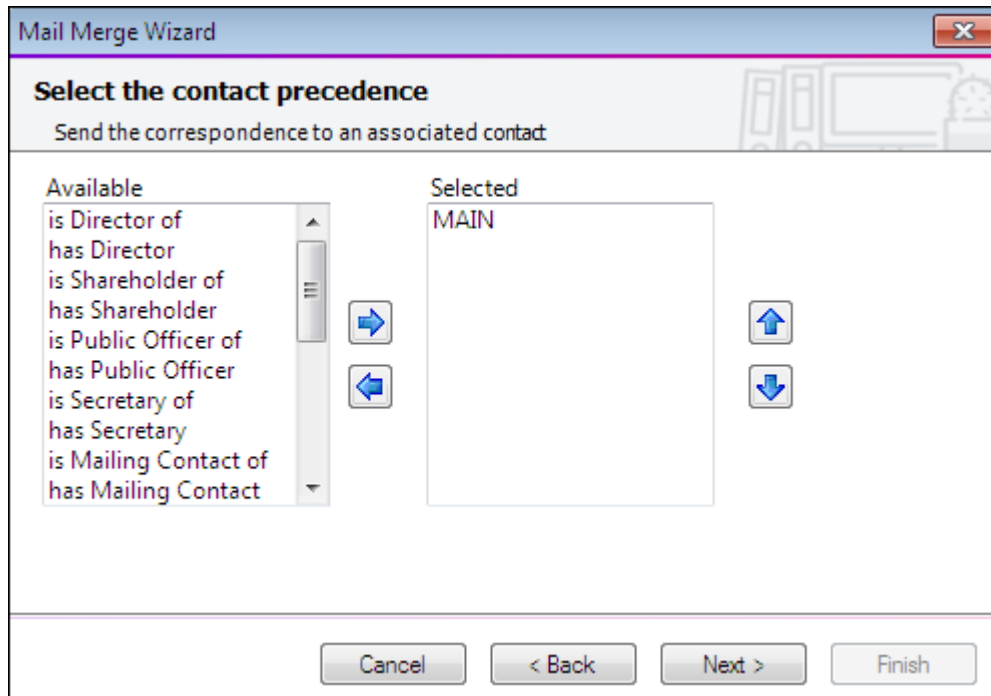 Mail Merge Wizard
Select the contact precedence
Send the correspondence to an associated contact
Available
is Director of
has Director
is Shareholder of
has Shareholder
is Public Officer of
has Public Officer
is Secretary of
has Secretary
is Mailing Contact of
has Mailing Contact
Selected
MAIN
Cancel
< Back
Next >
Finish